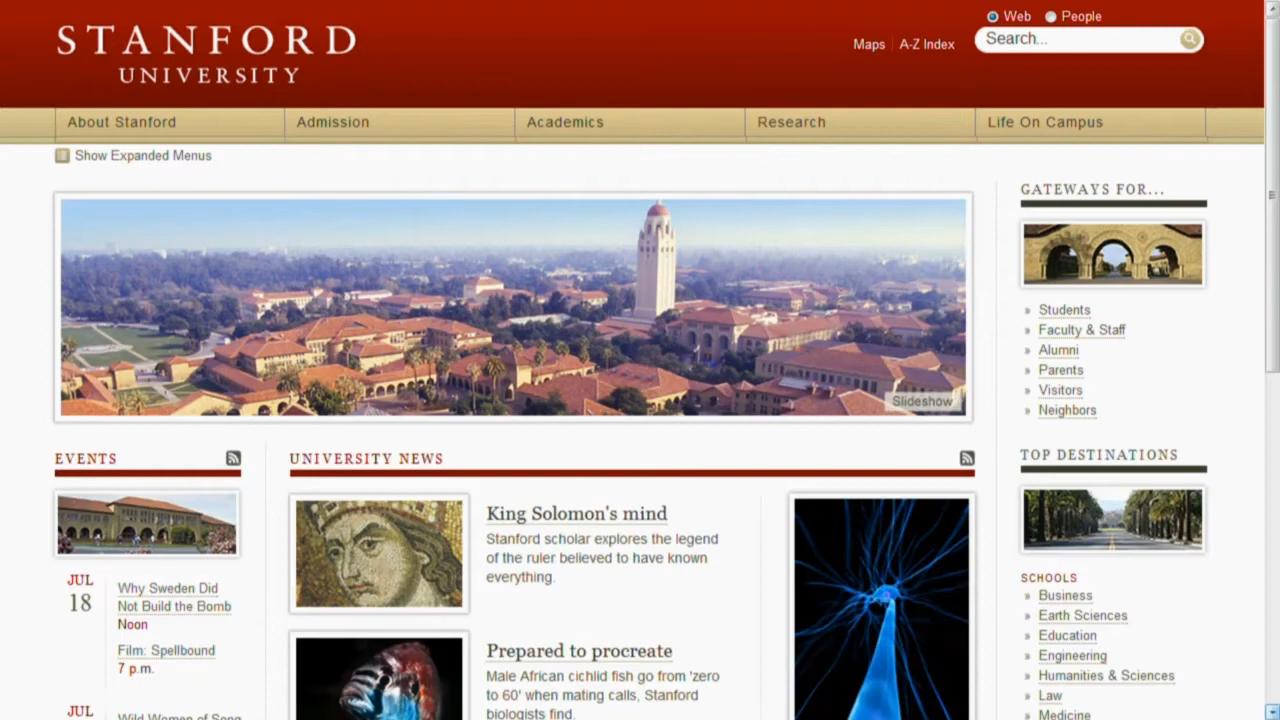 STANFORD
UNIVERSITY
Web
People
Maps
A-Z Index
Search...
About Stanford
Admission
Academics
Research
Life On Campus
Show Expanded Menus
Slideshow
GATEWAYS FOR...
» Students
» Faculty & Staff
» Alumni
» Parents
» Visitors
» Neighbors
EVENTS
JUL
18
Why Sweden Did
Not Build the Bomb
Noon
Film: Spellbound
7 p.m.
JUL
Wild Women of Song
UNIVERSITY NEWS
King Solomon's mind
Stanford scholar explores the legend
of the ruler believed to have known
everything.
Prepared to procreate
Male African cichlid fish go from 'zero
to 60' when mating calls, Stanford
biologists find.
TOP DESTINATIONS
SCHOOLS
» Business
» Earth Sciences
» Education
» Engineering
» Humanities & Sciences
» Law
» Medicine